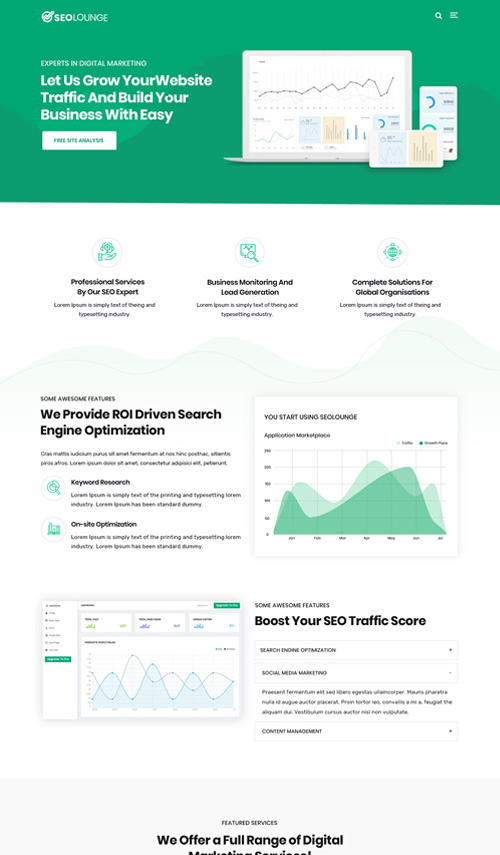 SEOLOUNGE
EXPERTS IN DIGITAL MARKETING
Let Us Grow YourWebsite
Traffic And Build Your
Business With Easy
FREE SITE ANALYSIS
Professional Services
By Our SEO Expert
Lorem Ipsum is simply text of theing and
typesetting industry.
Business Monitoring And
Lead Generation
Lorem Ipsum is simply text of theing and
typesetting industry.
Complete Solutions For
Global Organisations
Lorem Ipsum is simply text of theing and
typesetting industry.
SOME AWESOME FEATURES
We Provide ROI Driven Search
Engine Optimization
Cras mattis iudicium purus sit amet fermentum at nos hinc posthac, sitientis
piros afros. Lorem ipsum dolor sit amet, consectetur adipisici elit, petenunt.
Keyword Research
Lorem Ipsum is simply text of the printing and typesetting lorem
industry. Lorem Ipsum has been standard dummy.
On-site Optimization
Lorem Ipsum is simply text of the printing and typesetting lorem
industry. Lorem Ipsum has been standard dummy.
YOU START USING SEOLOUNGE
Application Marketplace
Traffic Growth Place
250
200
150
100
50
0
Jan Feb Mar Apr May Jun Jul
Upgrade To Pro
Upgrade To Pro
SOME AWESOME FEATURES
Boost Your SEO Traffic Score
SEARCH ENGINE OPTIMIZATION +
SOCIAL MEDIA MARKETING -
Praesent fermentum elit sed libero egestas ullamcorper. Mauris pharetra
nulla id augue auctor placerat. Proin tortor leo, convallis a mi a, feugiat the
aliquam dui. Vestibulum cursus auctor nisl non vulputate.
CONTENT MANAGEMENT +
FEATURED SERVICES
We Offer a Full Range of Digital
Marketing Services!